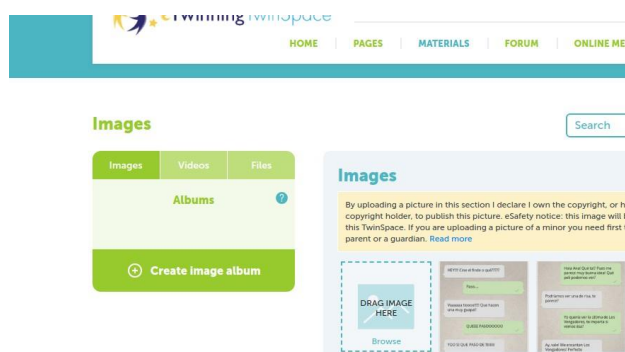 eTwinning TwinSpace
HOME PAGES MATERIALS FORUM ONLINE ME
Images
Search
Images Videos Files
Albums ?
Create image album
Images
By uploading a picture in this section I declare I own the copyright, or h
copyright holder, to publish this picture. eSafety notice: this image will
this TwinSpace. If you are uploading a picture of a minor you need first
parent or a guardian. Read more
DRAG IMAGE
HERE
Browse